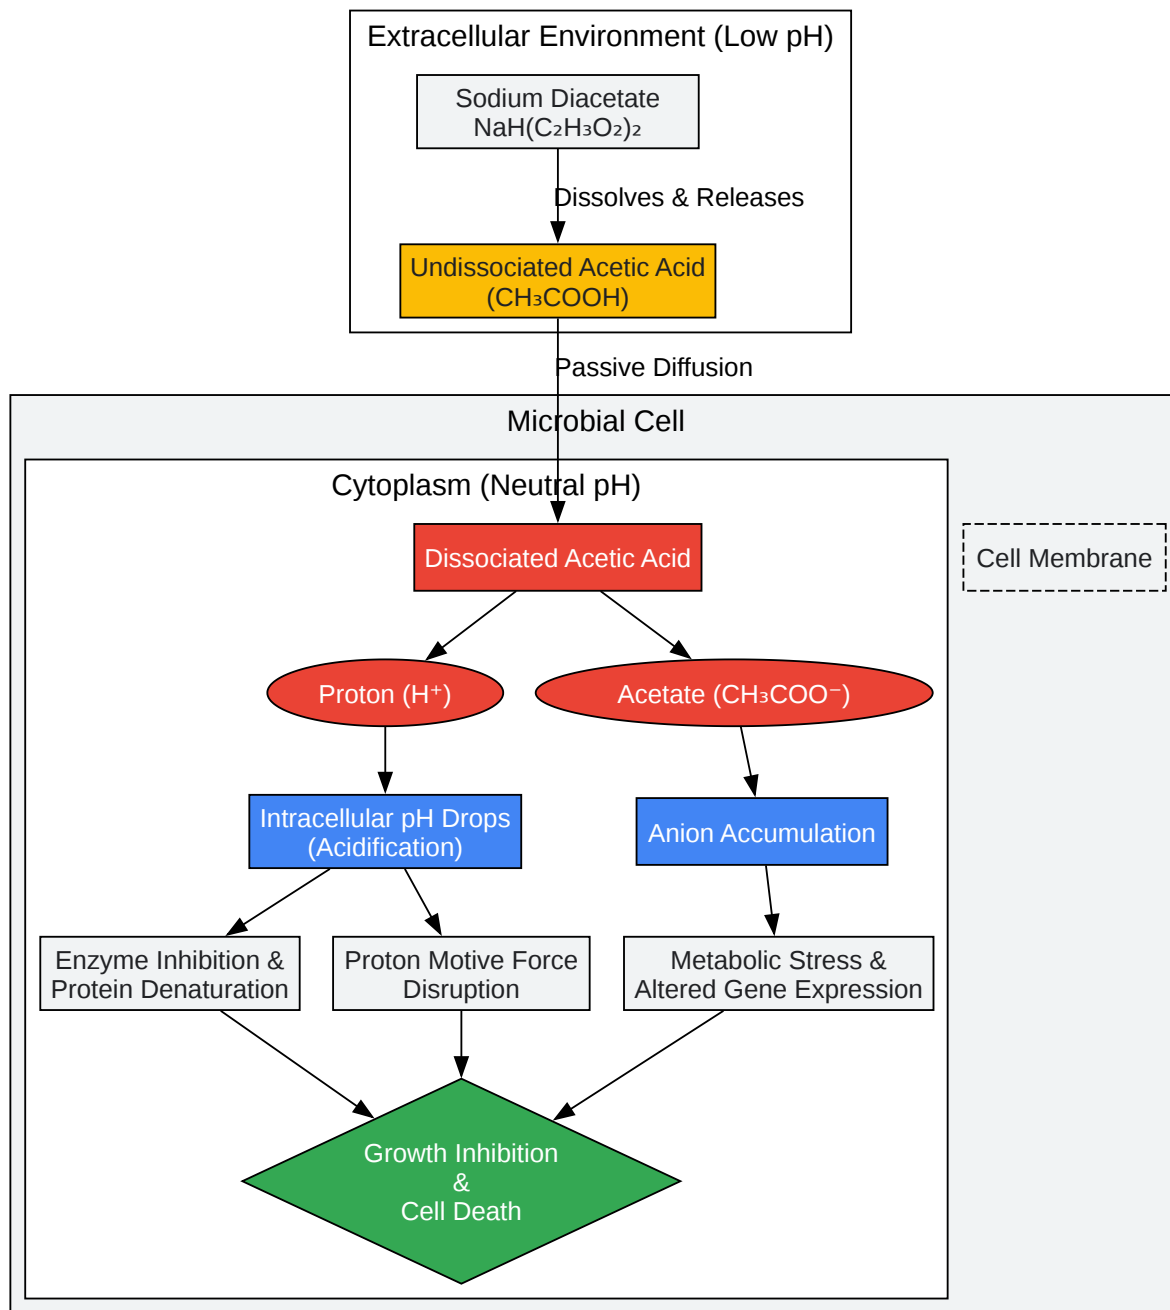 Extracellular Environment (Low pH)
Sodium Diacetate
NaH(C₂H₃O₂)₂
Dissolves & Releases
Undissociated Acetic Acid
(CH₃COOH)
Passive Diffusion
Microbial Cell
Cytoplasm (Neutral pH)
Dissociated Acetic Acid
Cell Membrane
Proton (H⁺)
Acetate (CH₃COO⁻)
Intracellular pH Drops
(Acidification)
Anion Accumulation
Enzyme Inhibition &
Protein Denaturation
Proton Motive Force
Disruption
Metabolic Stress &
Altered Gene Expression
Growth Inhibition
&
Cell Death